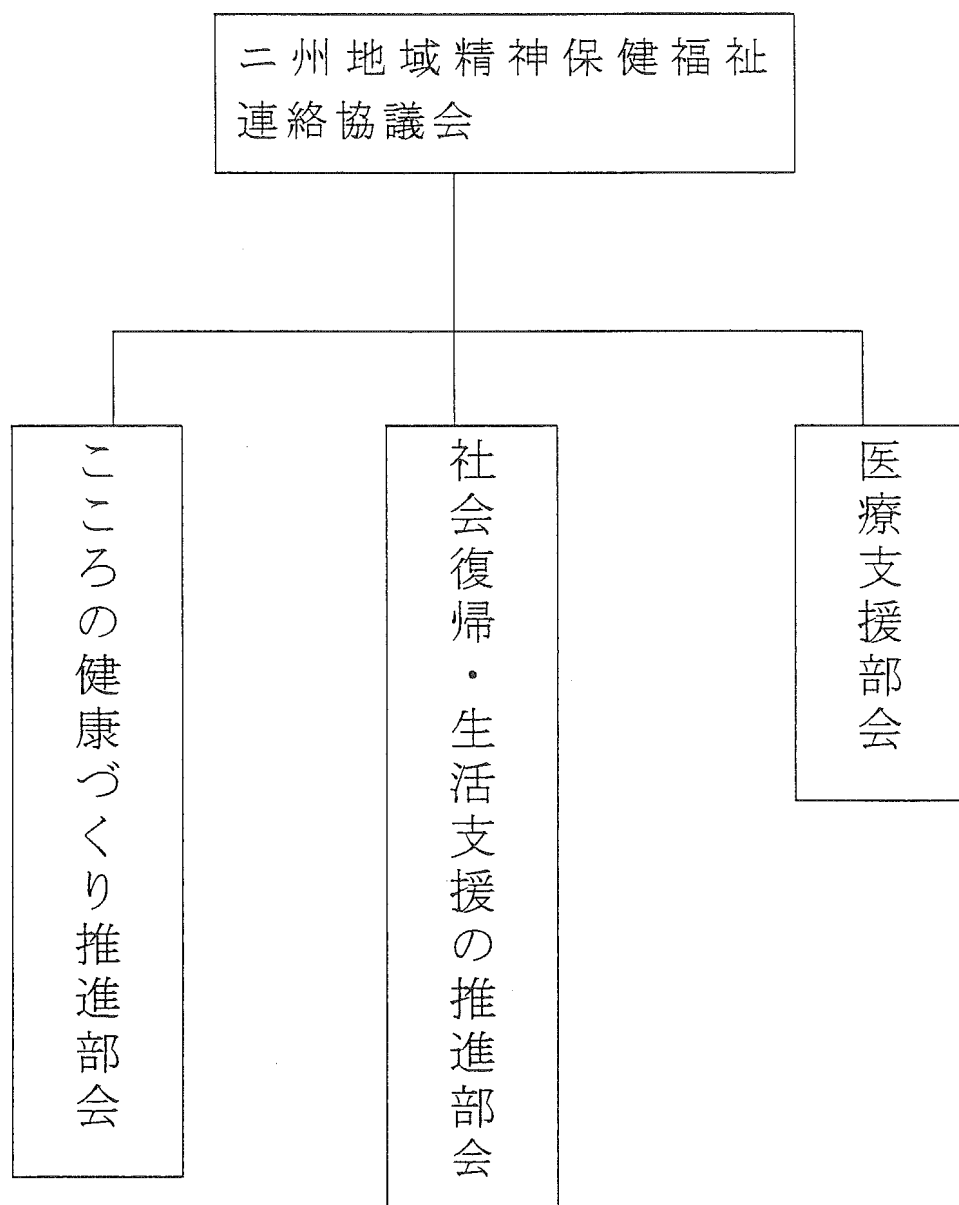 二州地域精神保健福祉
連絡協議会
こころの健康づくり推進部会
社会復帰・生活支援の推進部会
医療支援部会